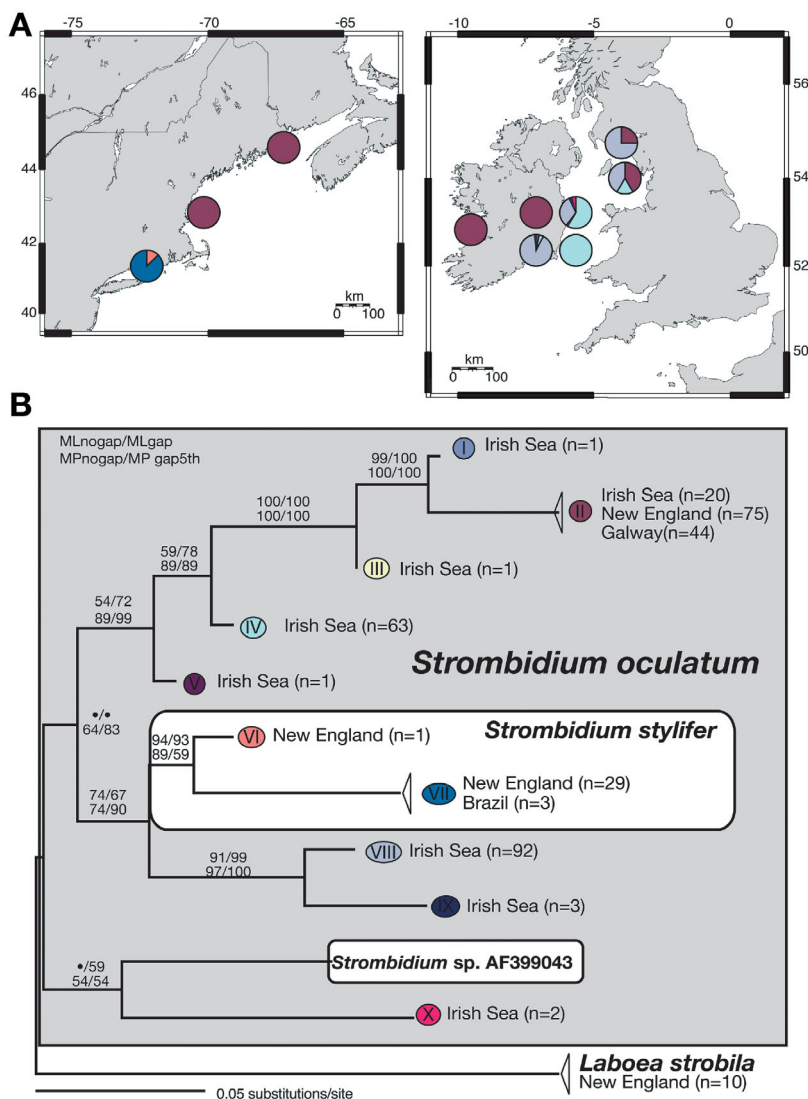 A
-75
-70
-65
-10
-5
0
46
44
42
40
56
54
52
50
km
0 100
km
0 100
B
MLnogap/MLgap
MPnogap/MP gap5th
99/100
100/100
I
Irish Sea (n=1)
II
Irish Sea (n=20)
New England (n=75)
Galway(n=44)
100/100
100/100
59/78
89/89
III
Irish Sea (n=1)
54/72
89/99
IV
Irish Sea (n=63)
Strombidium oculatum
V
Irish Sea (n=1)
•/•
64/83
94/93
89/59
VI
New England (n=1)
Strombidium stylifer
VII
New England (n=29)
Brazil (n=3)
74/67
74/90
91/99
97/100
VIII
Irish Sea (n=92)
IX
Irish Sea (n=3)
•/59
54/54
Strombidium sp. AF399043
X
Irish Sea (n=2)
Laboea strobila
New England (n=10)
0.05 substitutions/site